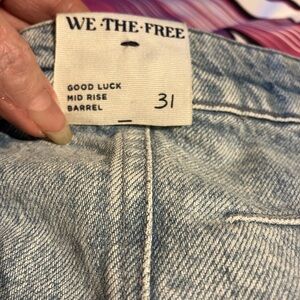 WE·THE·FREE
GOOD LUCK
MID RISE
BARREL
31